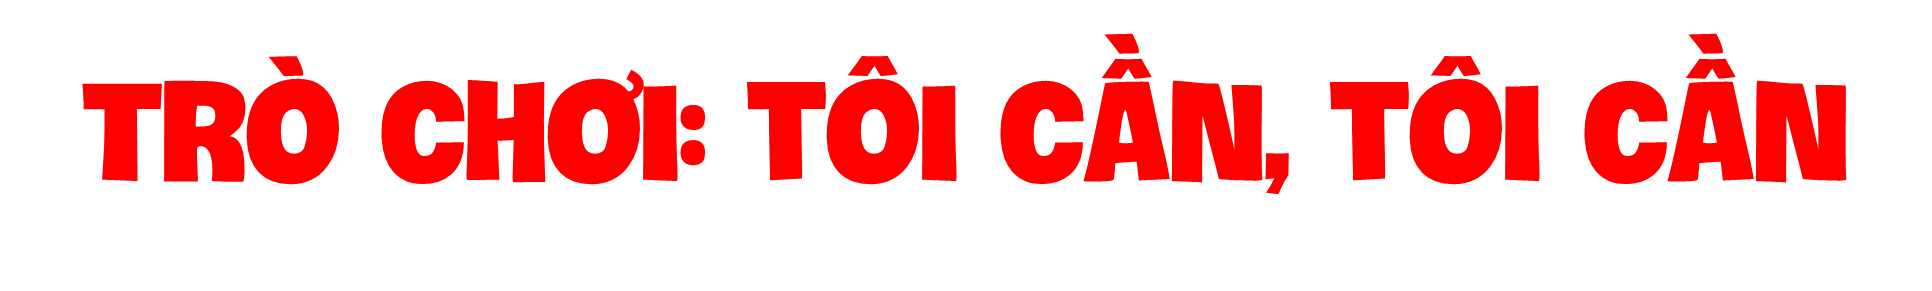 TRÒ CHƠI: TÔI CẦN, TÔI CẦN